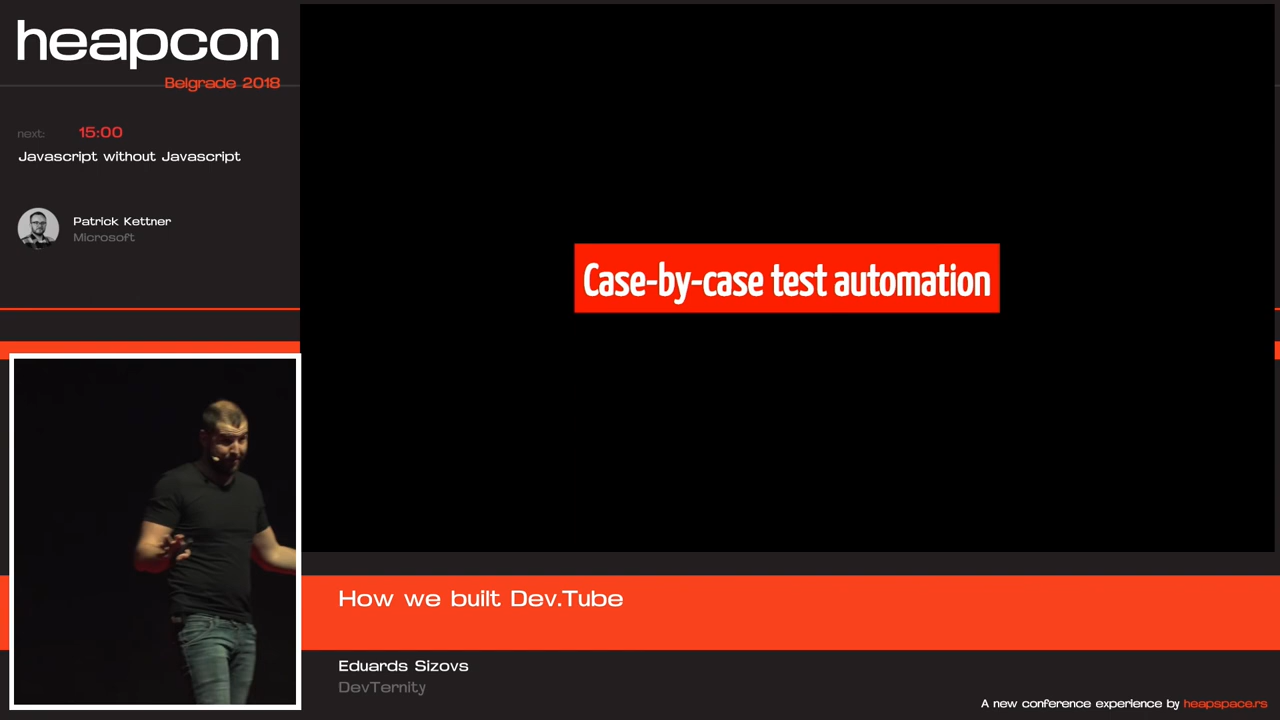 heapcon
Belgrade 2018
next: 15:00
Javascript without Javascript
Patrick Kettner
Microsoft
Case-by-case test automation
How we built Dev.Tube
Eduards Sizovs
DevTernity
A new conference experience by heapspace.rs